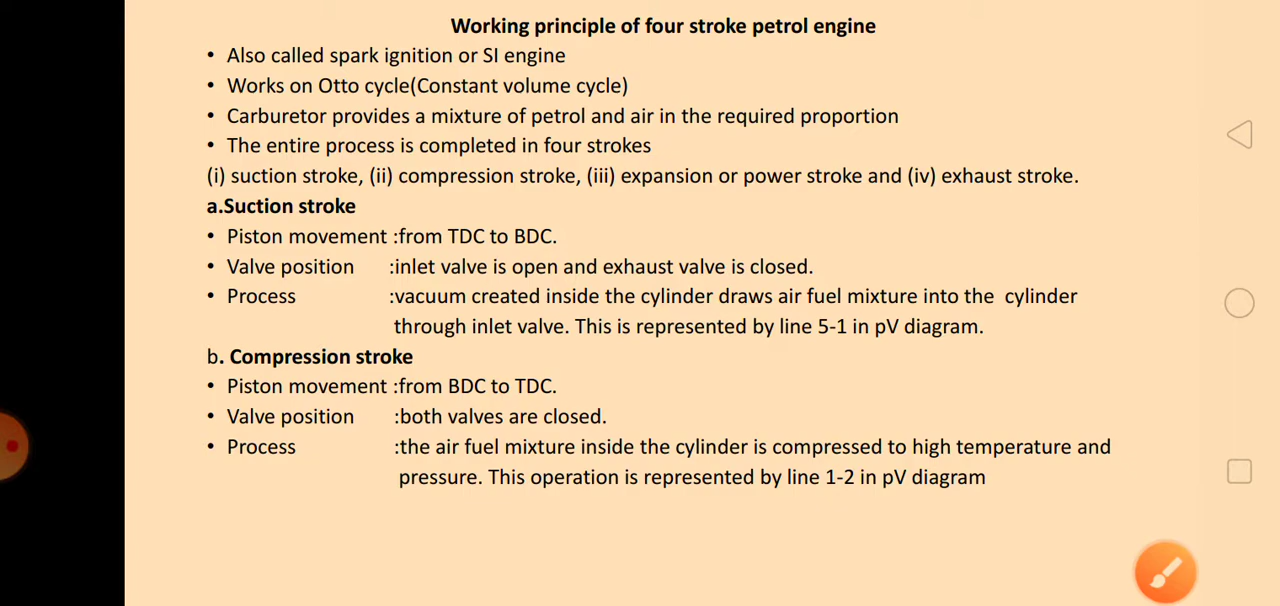 Working principle of four stroke petrol engine
• Also called spark ignition or SI engine
• Works on Otto cycle(Constant volume cycle)
• Carburetor provides a mixture of petrol and air in the required proportion
• The entire process is completed in four strokes
(i) suction stroke, (ii) compression stroke, (iii) expansion or power stroke and (iv) exhaust stroke.
a.Suction stroke
• Piston movement :from TDC to BDC.
• Valve position :inlet valve is open and exhaust valve is closed.
• Process :vacuum created inside the cylinder draws air fuel mixture into the cylinder
through inlet valve. This is represented by line 5-1 in pV diagram.
b. Compression stroke
• Piston movement :from BDC to TDC.
• Valve position :both valves are closed.
• Process :the air fuel mixture inside the cylinder is compressed to high temperature and
pressure. This operation is represented by line 1-2 in pV diagram